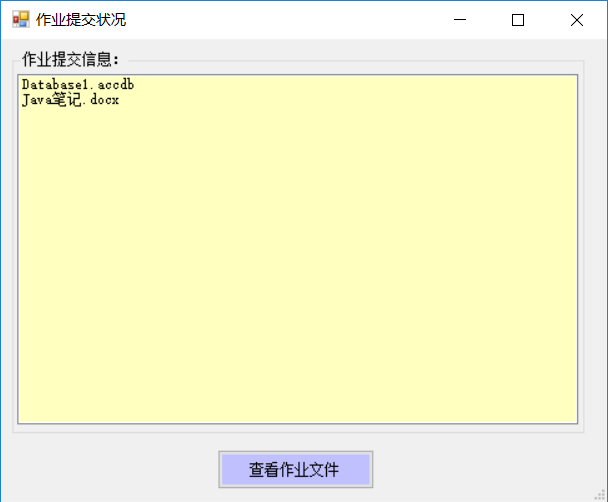 作业提交状况
作业提交信息：
Database1.accdb
Java笔记.docx
查看作业文件